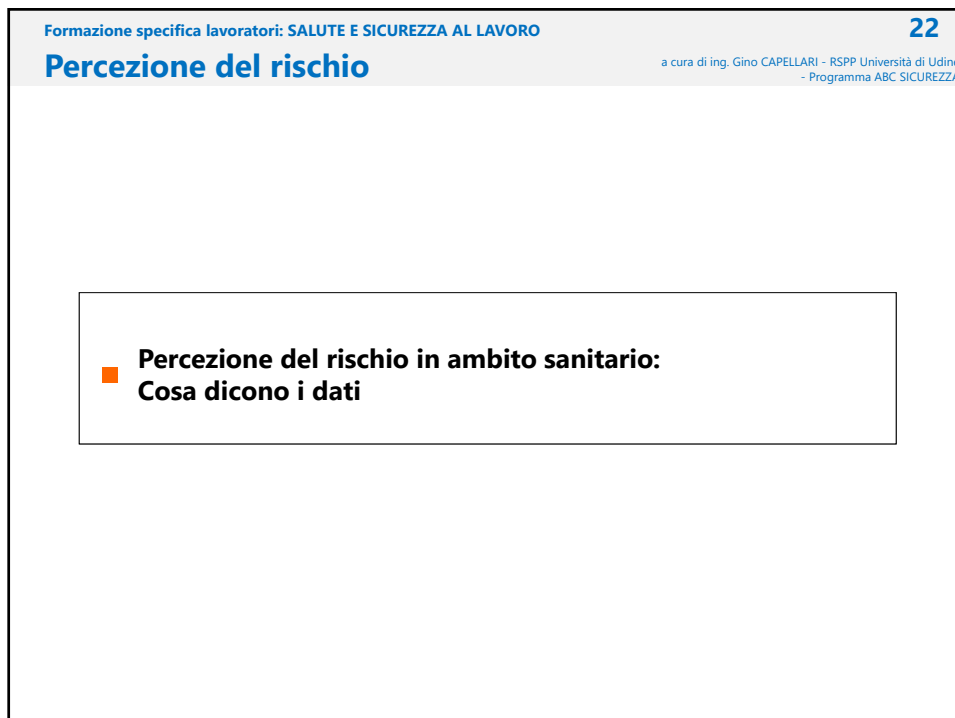 Formazione specifica lavoratori: SALUTE E SICUREZZA AL LAVORO
22
Percezione del rischio
a cura di ing. Gino CAPELLARI - RSPP Università di Udine
- Programma ABC SICUREZZA
Percezione del rischio in ambito sanitario:
Cosa dicono i dati